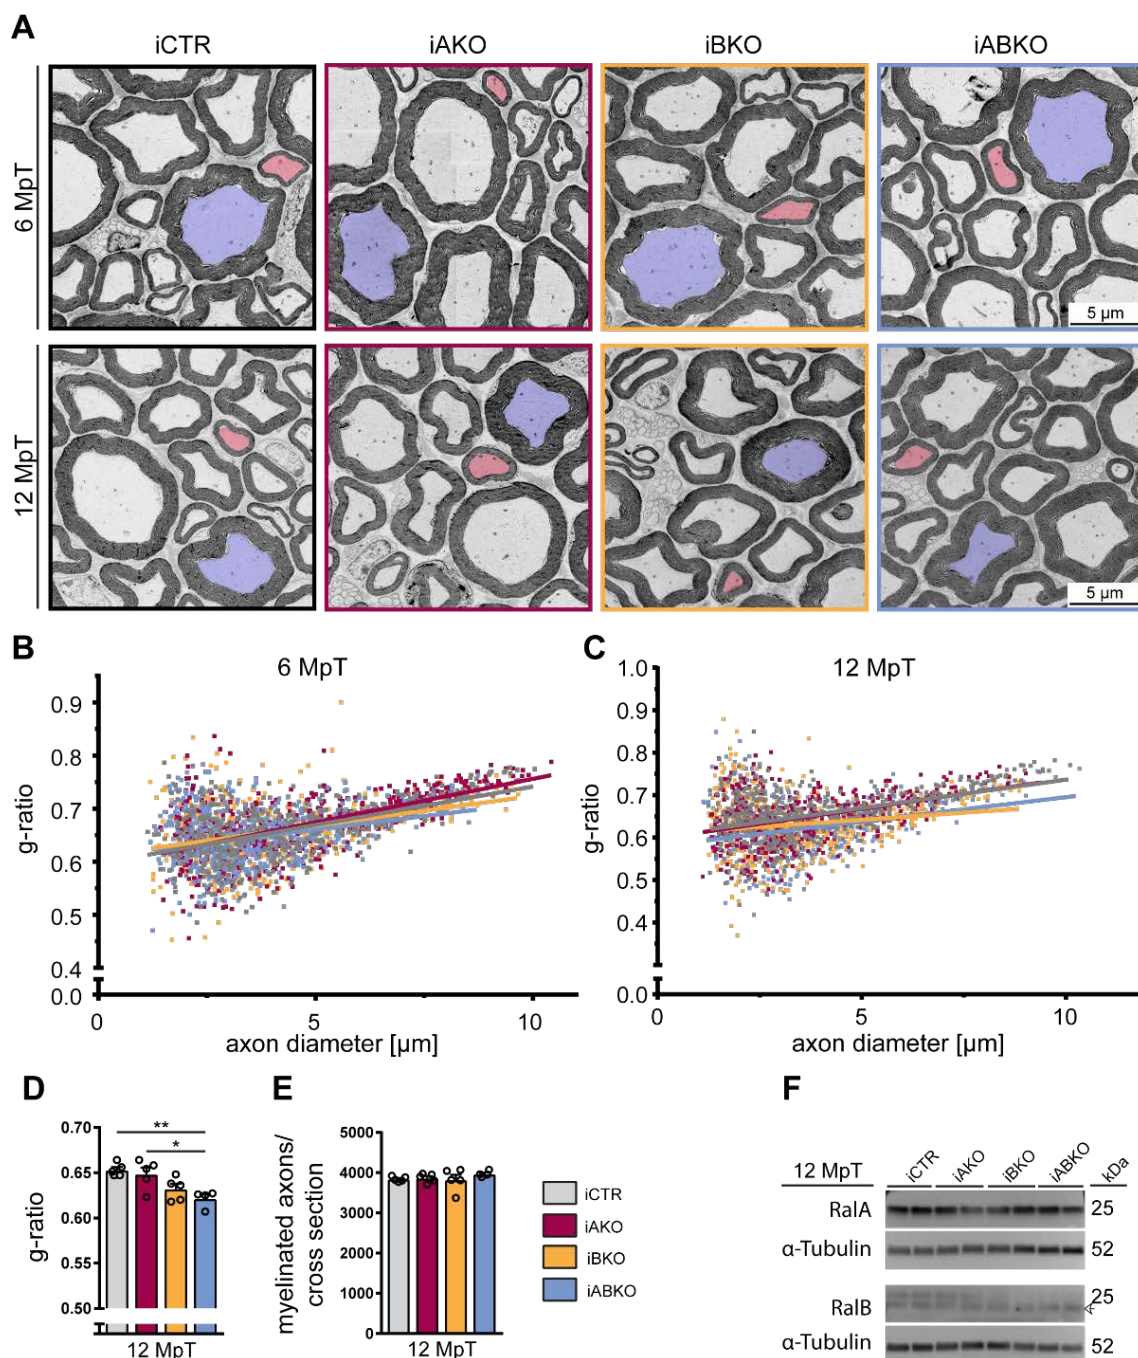 A
iCTR iAKO iBKO iABKO
6 MpT
5 µm
12 MpT
5 µm
B
6 MpT
g-ratio
0.9
0.8
0.7
0.6
0.5
0.4
0.0
0 5 10
axon diameter [µm]
C
12 MpT
g-ratio
1.0
0.9
0.8
0.7
0.6
0.5
0.4
0.0
0 5 10
axon diameter [µm]
D
g-ratio
0.70
0.65
0.60
0.55
0.50
**
*
12 MpT
E
myelinated axons/
cross section
5000
4000
3000
2000
1000
0
12 MpT
iCTR
iAKO
iBKO
iABKO
F
12 MpT iCTR iAKO iBKO iABKO kDa
RalA 25
α-Tubulin 52
25
RalB
α-Tubulin 52